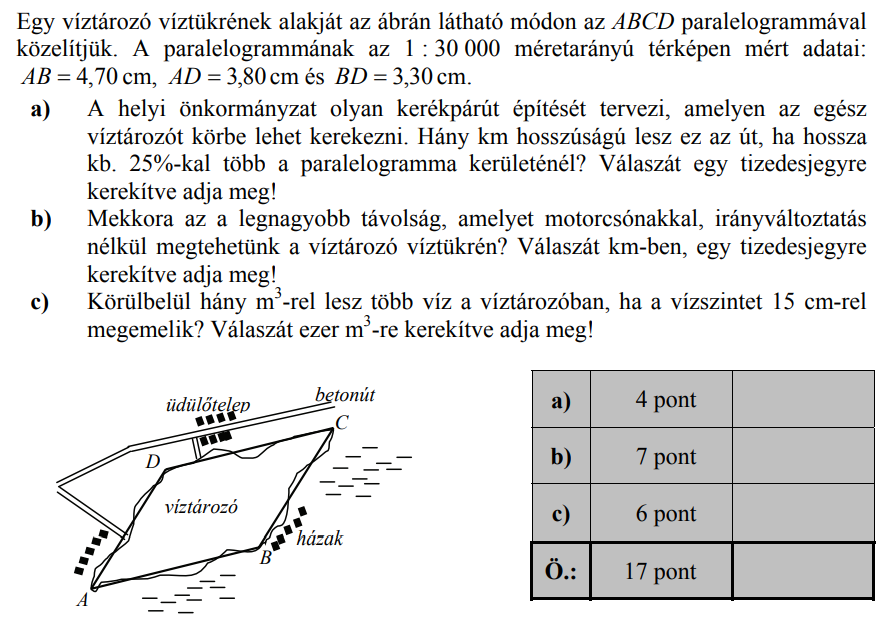 Egy víztározó víztükrének alakját az ábrán látható módon az ABCD paralelogrammával
közelítjük. A paralelogrammának az 1 : 30 000 méretarányú térképen mért adatai:
AB = 4,70 cm, AD = 3,80 cm és BD = 3,30 cm.
a) A helyi önkormányzat olyan kerékpárút építését tervezi, amelyen az egész
víztározót körbe lehet kerekezni. Hány km hosszúságú lesz ez az út, ha hossza
kb. 25%-kal több a paralelogramma kerületénél? Válaszát egy tizedesjegyre
kerekítve adja meg!
b) Mekkora az a legnagyobb távolság, amelyet motorcsónakkal, irányváltoztatás
nélkül megtehetünk a víztározó víztükrén? Válaszát km-ben, egy tizedesjegyre
kerekítve adja meg!
c) Körülbelül hány m³-rel lesz több víz a víztározóban, ha a vízszintet 15 cm-rel
megemelik? Válaszát ezer m³-re kerekítve adja meg!
üdülőtelep
betonút
C
D
víztározó
házak
B
A
a) 4 pont
b) 7 pont
c) 6 pont
Ö.: 17 pont